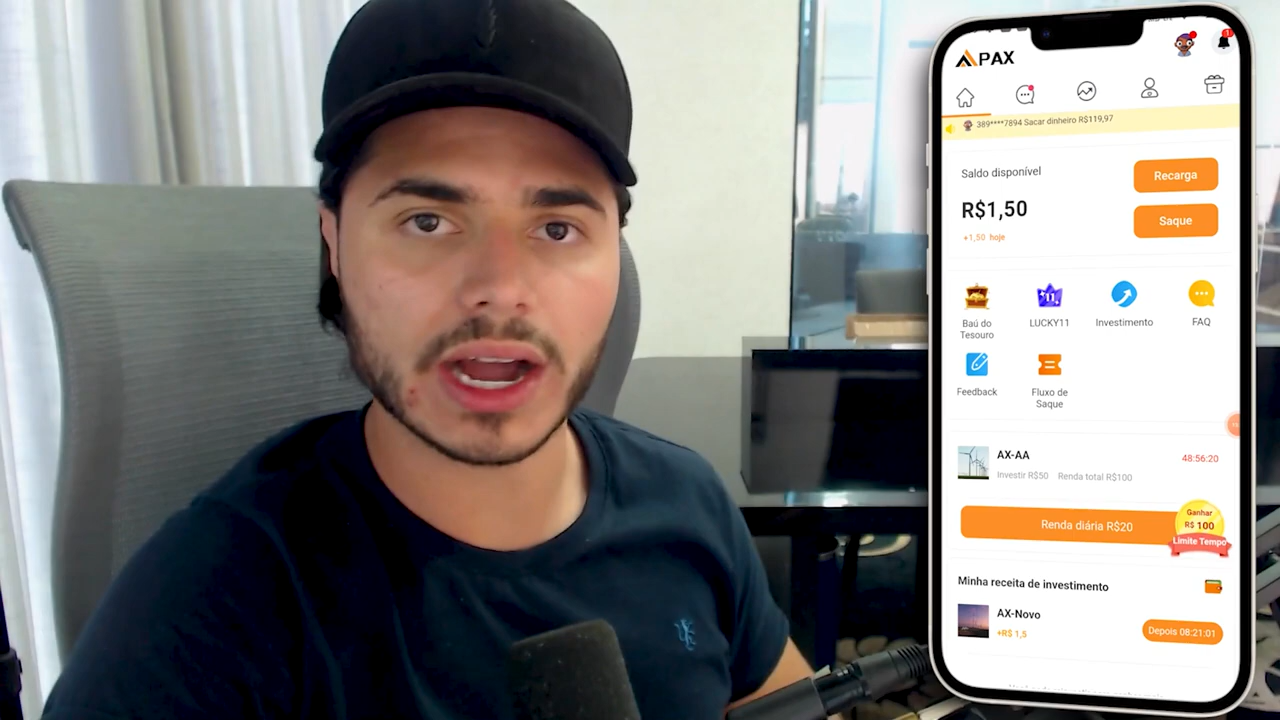 PAX
1
389****7894 Sacar dinheiro R$119,97
Saldo disponível
Recarga
R$1,50
Saque
+1,50 hoje
Baú do
Tesouro
LUCKY11
Investimento
FAQ
Feedback
Fluxo de
Saque
AX-AA
48:56:20
Investir R$50 Renda total R$100
Ganhar
R$ 100
Limite Tempo
Renda diária R$20
Minha receita de investimento
AX-Novo
+R$ 1,5
Depois 08:21:01